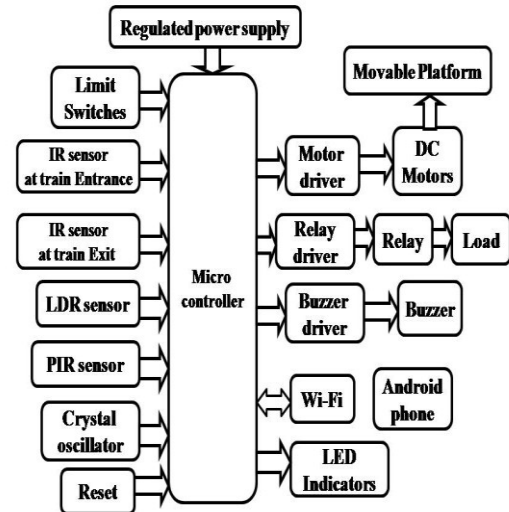 Regulated power supply
Limit
Switches
IR sensor
at train Entrance
IR sensor
at train Exit
LDR sensor
PIR sensor
Crystal
oscillator
Reset
Micro
controller
Movable Platform
Motor
driver
DC
Motors
Relay
driver
Relay
Load
Buzzer
driver
Buzzer
Wi-Fi
Android
phone
LED
Indicators